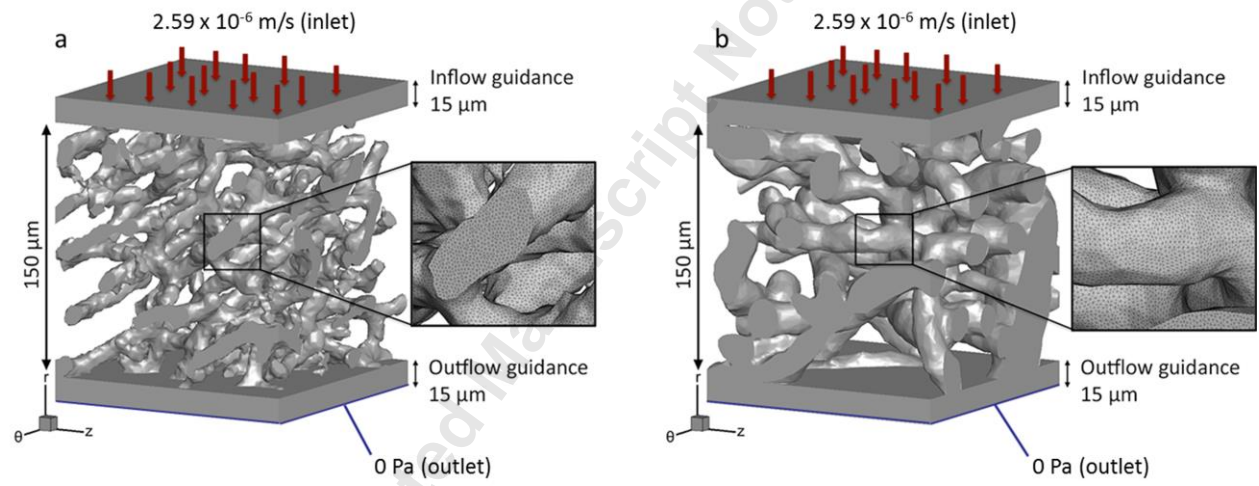 2.59 x 10⁻⁶ m/s (inlet)
a
Inflow guidance
15 µm
150 µm
Outflow guidance
15 µm
r
θ
z
0 Pa (outlet)
2.59 x 10⁻⁶ m/s (inlet)
b
Inflow guidance
15 µm
150 µm
Outflow guidance
15 µm
r
θ
z
0 Pa (outlet)